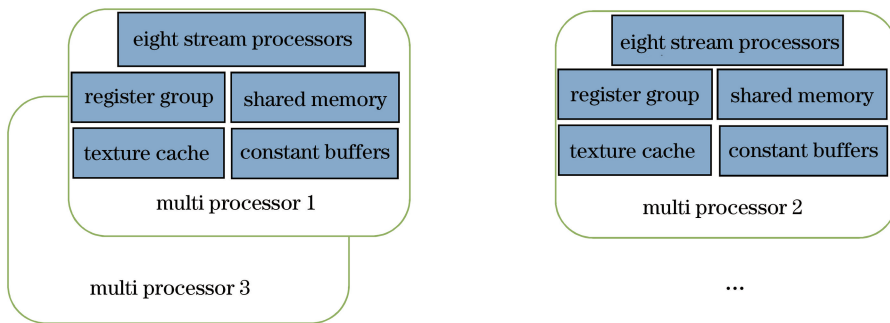 eight stream processors
register group
shared memory
texture cache
constant buffers
multi processor 1
multi processor 3
eight stream processors
register group
shared memory
texture cache
constant buffers
multi processor 2
...